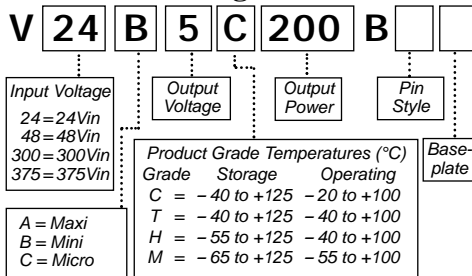 V 24 B 5 C 200 B
Input Voltage
24 = 24Vin
48 = 48Vin
300 = 300Vin
375 = 375Vin
Output
Voltage
Output
Power
Pin
Style
Base-
plate
Product Grade Temperatures (°C)
Grade Storage Operating
C = – 40 to +125 – 20 to +100
T = – 40 to +125 – 40 to +100
H = – 55 to +125 – 40 to +100
M = – 65 to +125 – 55 to +100
A = Maxi
B = Mini
C = Micro